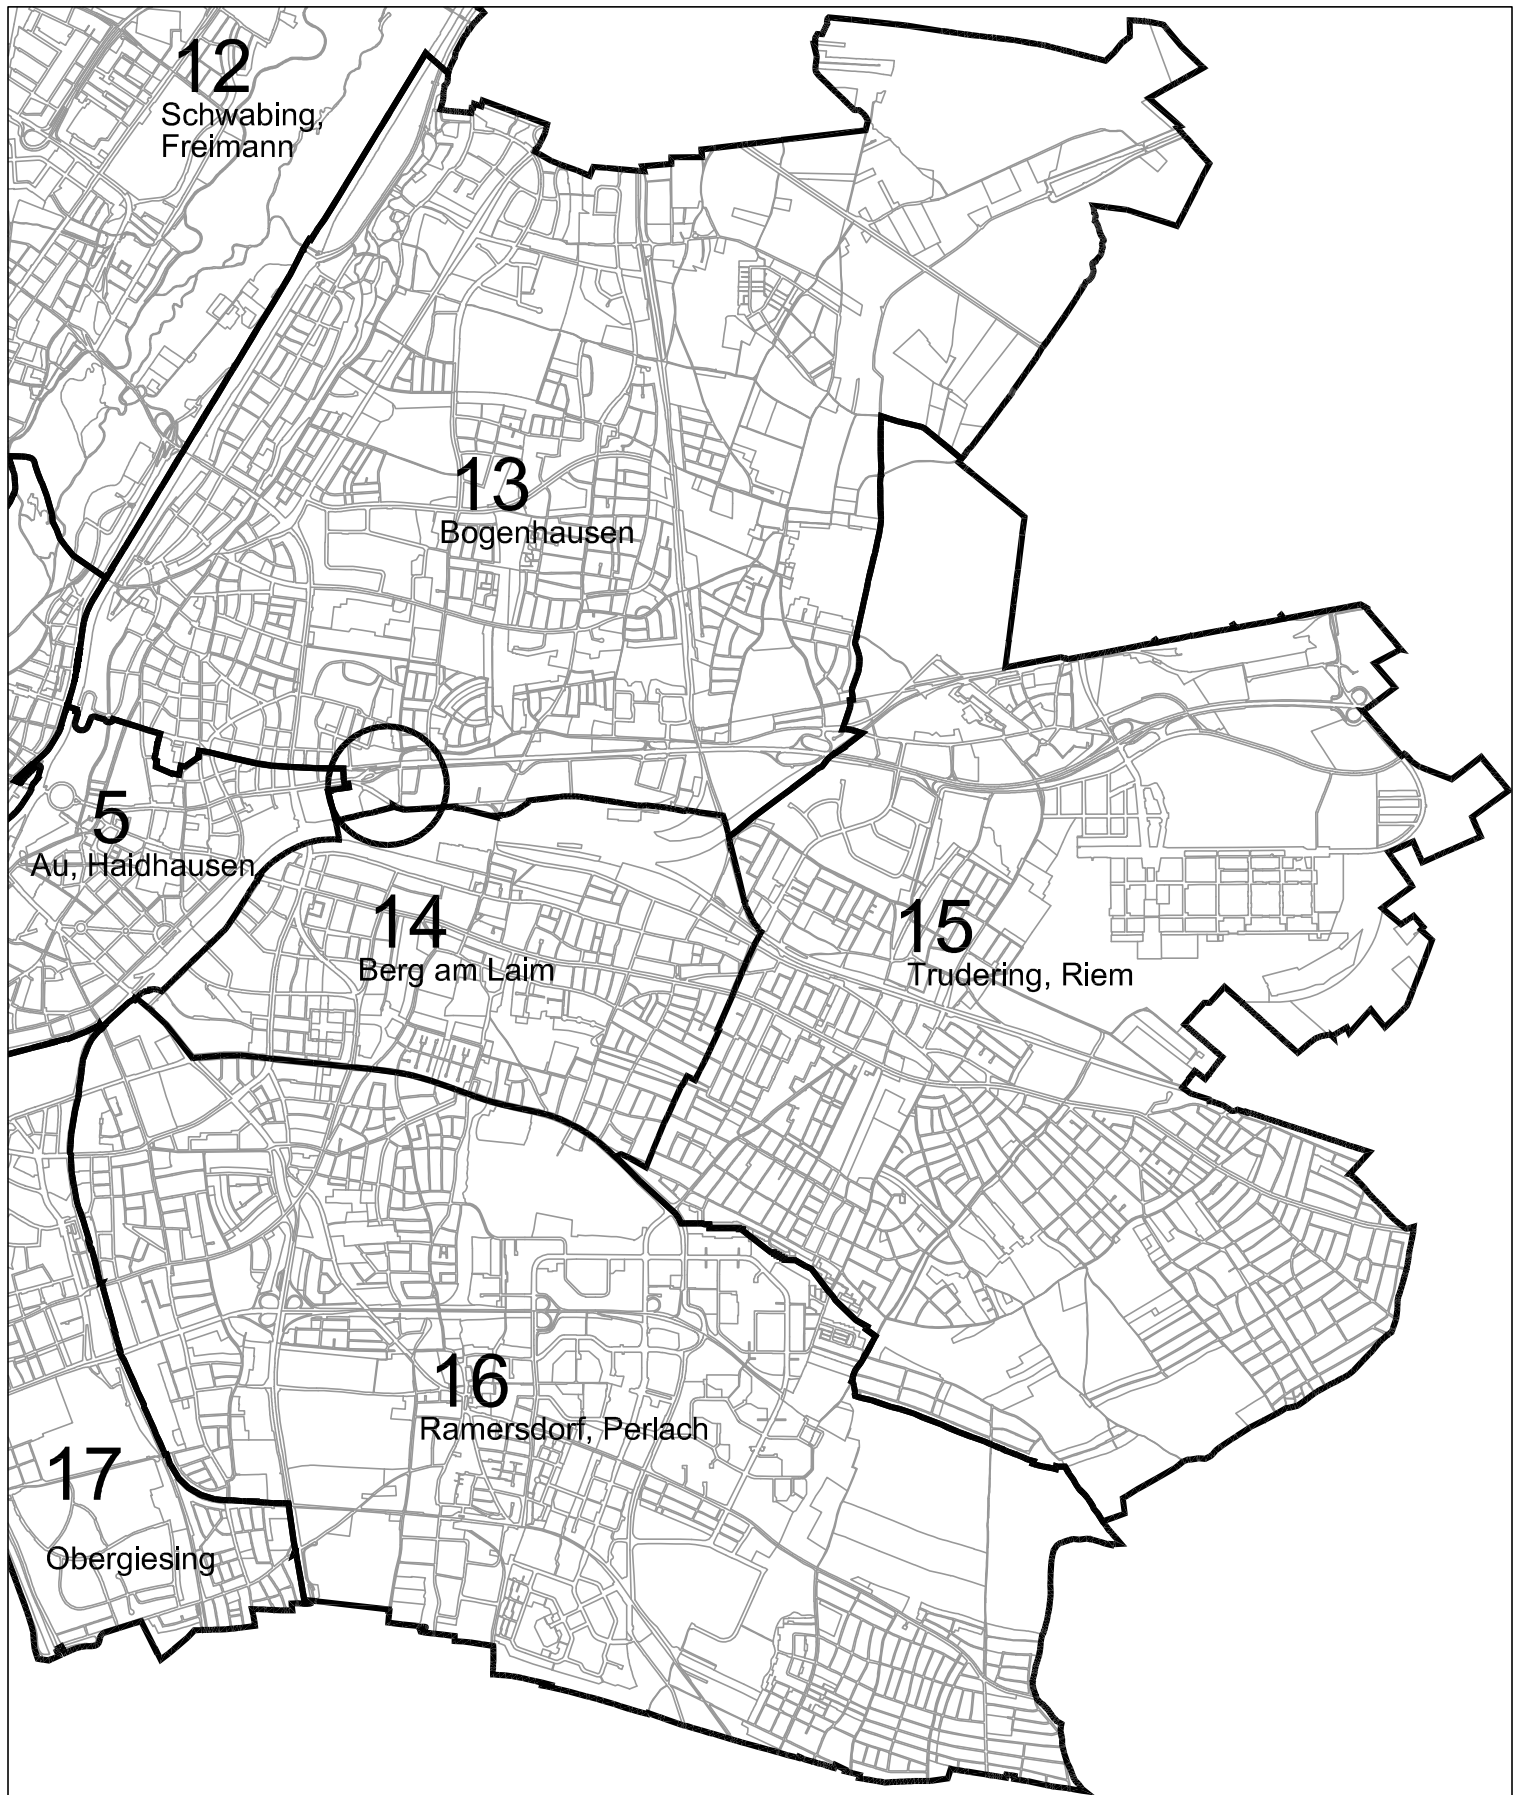 12
Schwabing,
Freimann
13
Bogenhausen
5
Au, Haidhausen
14
Berg am Laim
15
Trudering, Riem
16
Ramersdorf, Perlach
17
Obergiesing